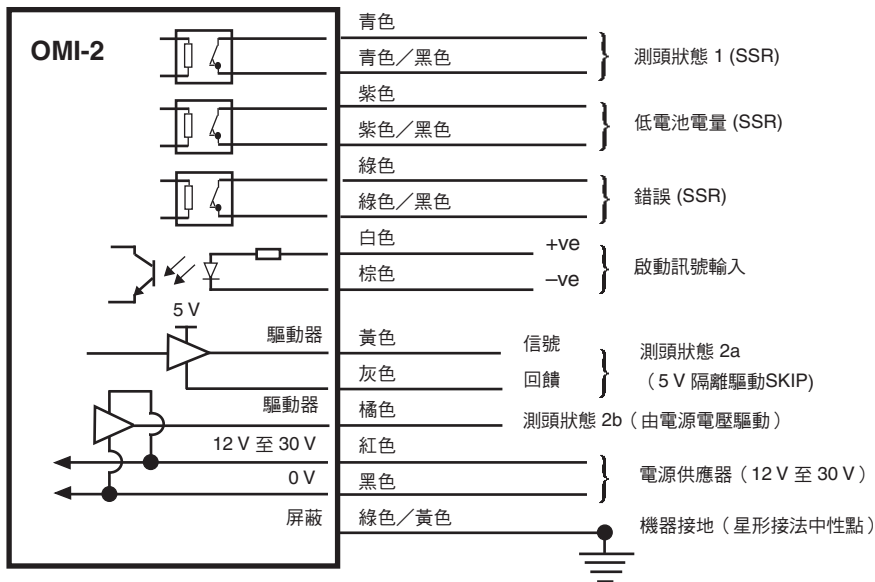 OMI-2
青色
青色／黑色
測頭狀態 1 (SSR)
紫色
紫色／黑色
低電池電量 (SSR)
綠色
綠色／黑色
錯誤 (SSR)
白色
+ve
棕色
–ve
啟動訊號輸入
5 V
驅動器
黃色
信號
灰色
回饋
測頭狀態 2a
（5 V 隔離驅動SKIP)
驅動器
橘色
測頭狀態 2b（由電源電壓驅動）
12 V 至 30 V
紅色
0 V
黑色
電源供應器（12 V 至 30 V）
屏蔽
綠色／黃色
機器接地（星形接法中性點）